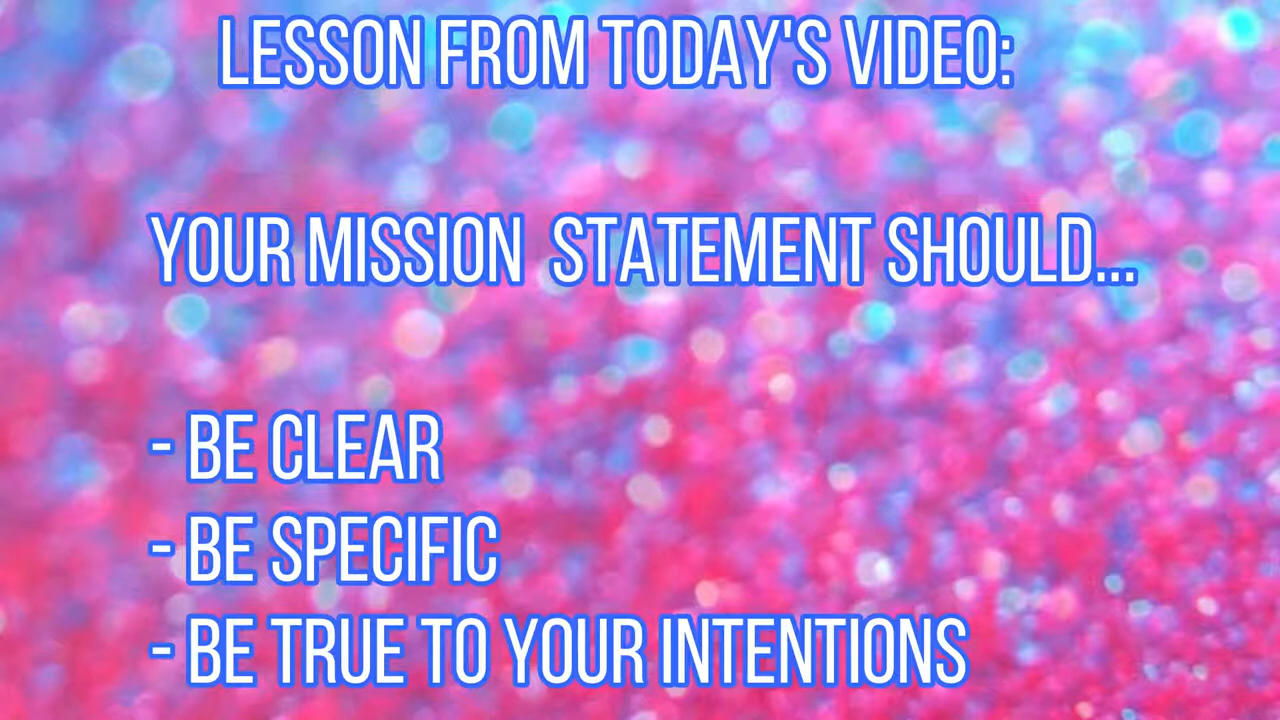 LESSON FROM TODAY'S VIDEO:
YOUR MISSION STATEMENT SHOULD...
- BE CLEAR
- BE SPECIFIC
- BE TRUE TO YOUR INTENTIONS